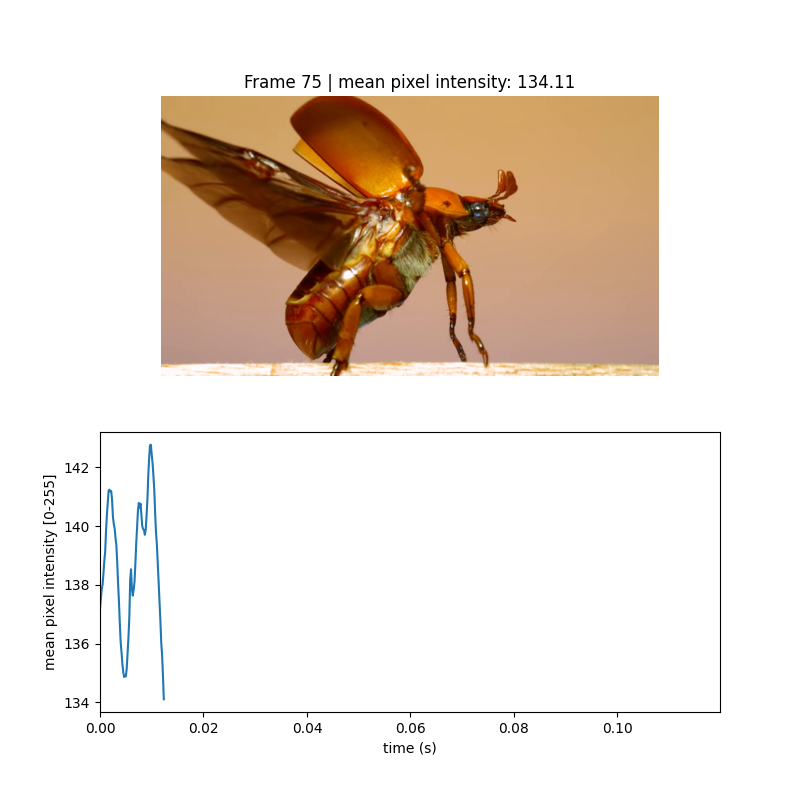 Frame 75 | mean pixel intensity: 134.11
mean pixel intensity [0-255]
142
140
138
136
134
0.00 0.02 0.04 0.06 0.08 0.10
time (s)